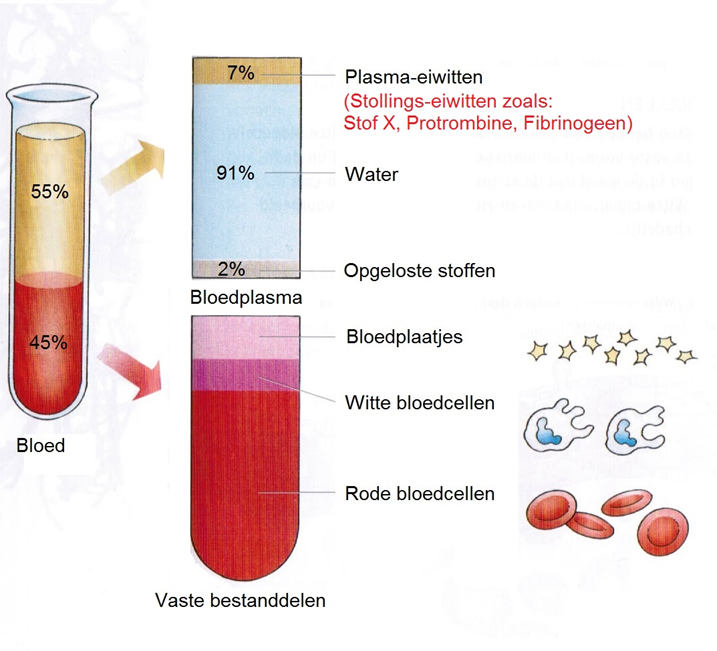 55%
45%
Bloed
7%
Plasma-eiwitten
(Stollings-eiwitten zoals:
Stof X, Protrombine, Fibrinogeen)
91%
Water
2%
Opgeloste stoffen
Bloedplasma
Bloedplaatjes
Witte bloedcellen
Rode bloedcellen
Vaste bestanddelen